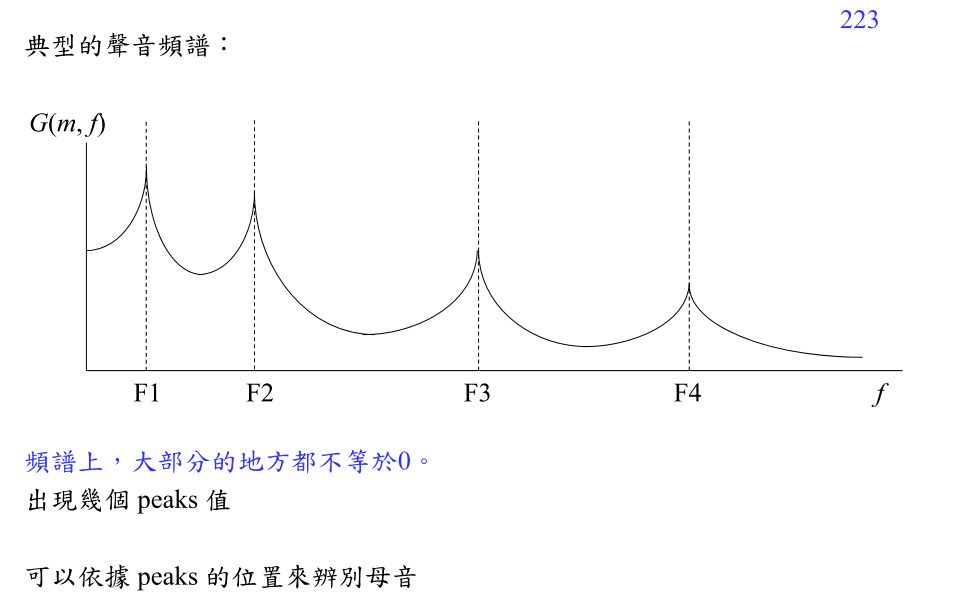 223
典型的聲音頻譜：
G(m, f)
F1 F2 F3 F4 f
頻譜上，大部分的地方都不等於0。
出現幾個 peaks 值
可以依據 peaks 的位置來辨別母音